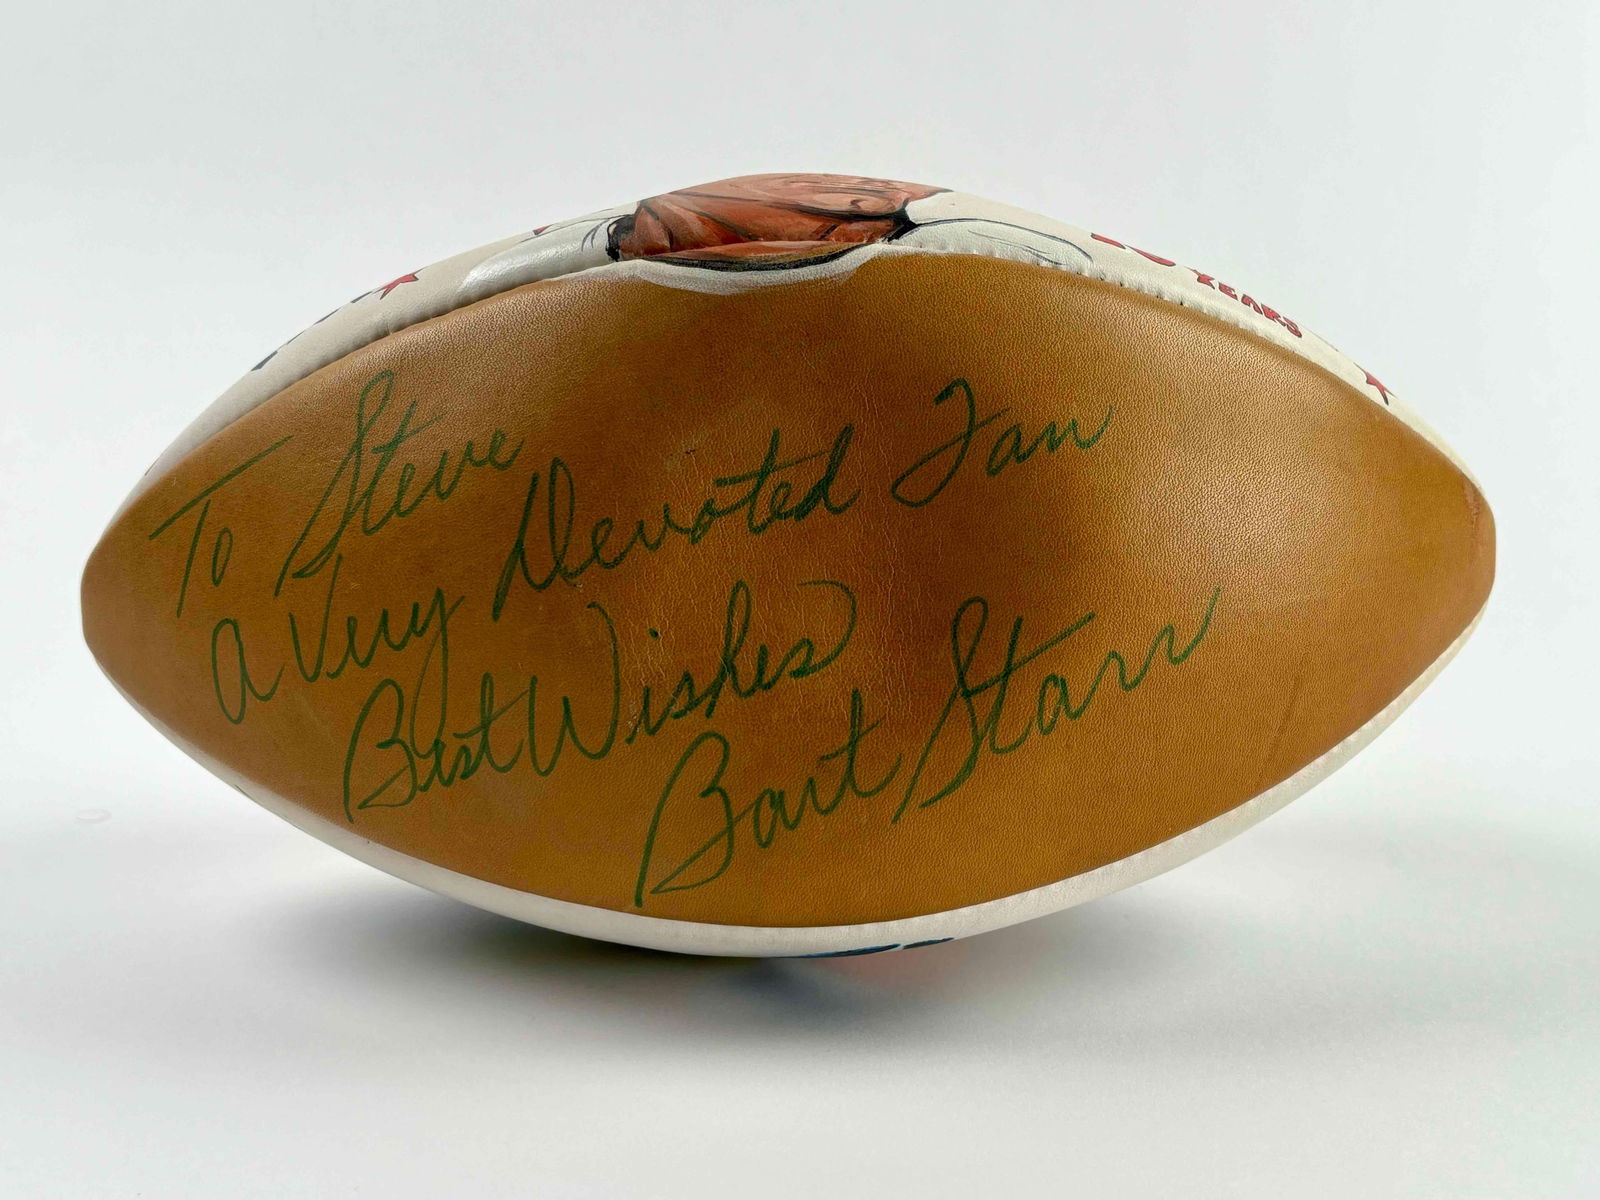 YEARS
To Steve
A Very Devoted Fan
Best Wishes
Bart Starr